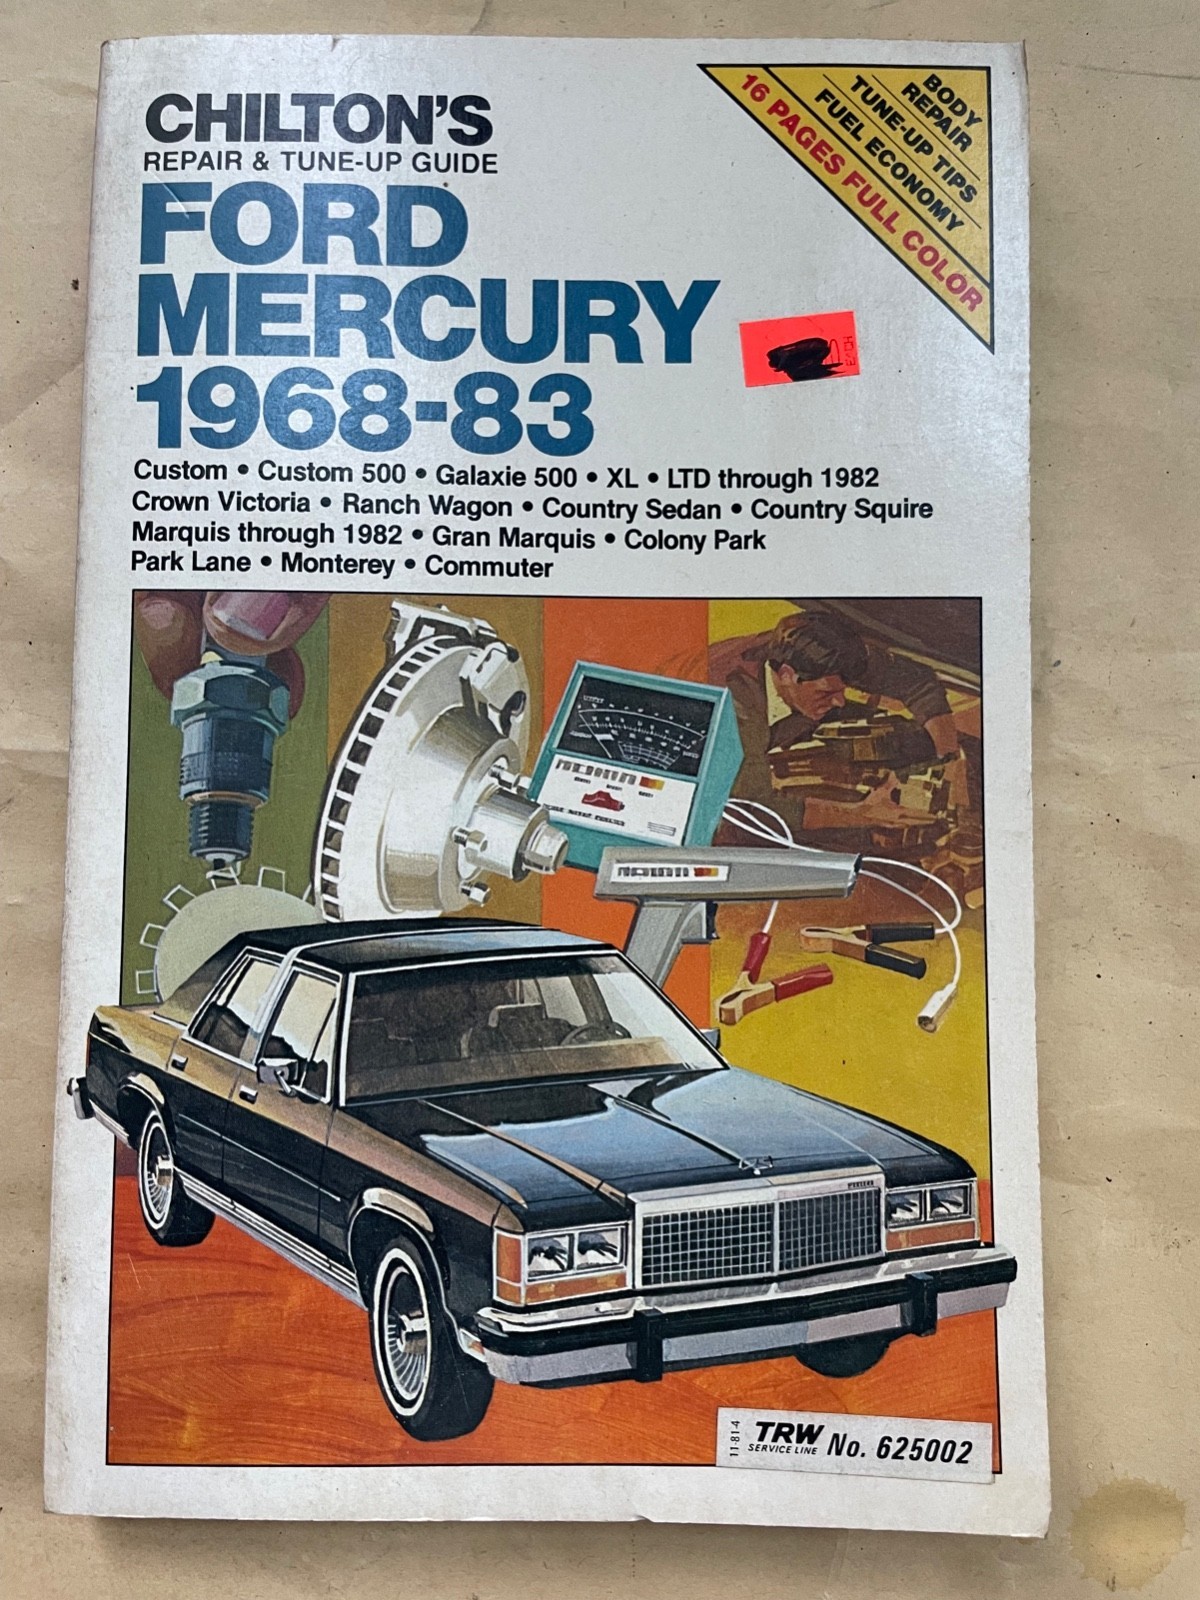 CHILTON'S
REPAIR & TUNE-UP GUIDE
FORD
MERCURY
1968-83
BODY
REPAIR
TUNE-UP TIPS
FUEL ECONOMY
16 PAGES FULL COLOR
EACH
Custom • Custom 500 • Galaxie 500 • XL • LTD through 1982
Crown Victoria • Ranch Wagon • Country Sedan • Country Squire
Marquis through 1982 • Gran Marquis • Colony Park
Park Lane • Monterey • Commuter
11-81-4
TRW
SERVICE LINE
No. 625002